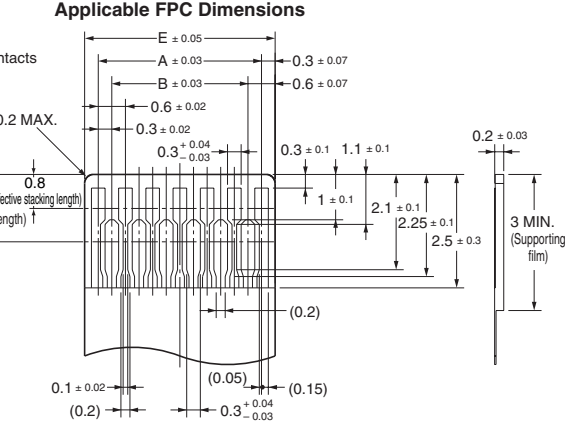 Applicable FPC Dimensions
E ± 0.05
ntacts
A ± 0.03
0.3 ± 0.07
B ± 0.03
0.6 ± 0.07
0.6 ± 0.02
0.2 MAX.
0.3 ± 0.02
0.3 + 0.04 − 0.03
0.3 ± 0.1
1.1 ± 0.1
0.2 ± 0.03
0.8
fective stacking length)
ength)
1 ± 0.1
2.1 ± 0.1
2.25 ± 0.1
2.5 ± 0.3
3 MIN.
(Supporting
film)
(0.2)
(0.05)
(0.15)
0.1 ± 0.02
(0.2)
0.3 + 0.04 − 0.03